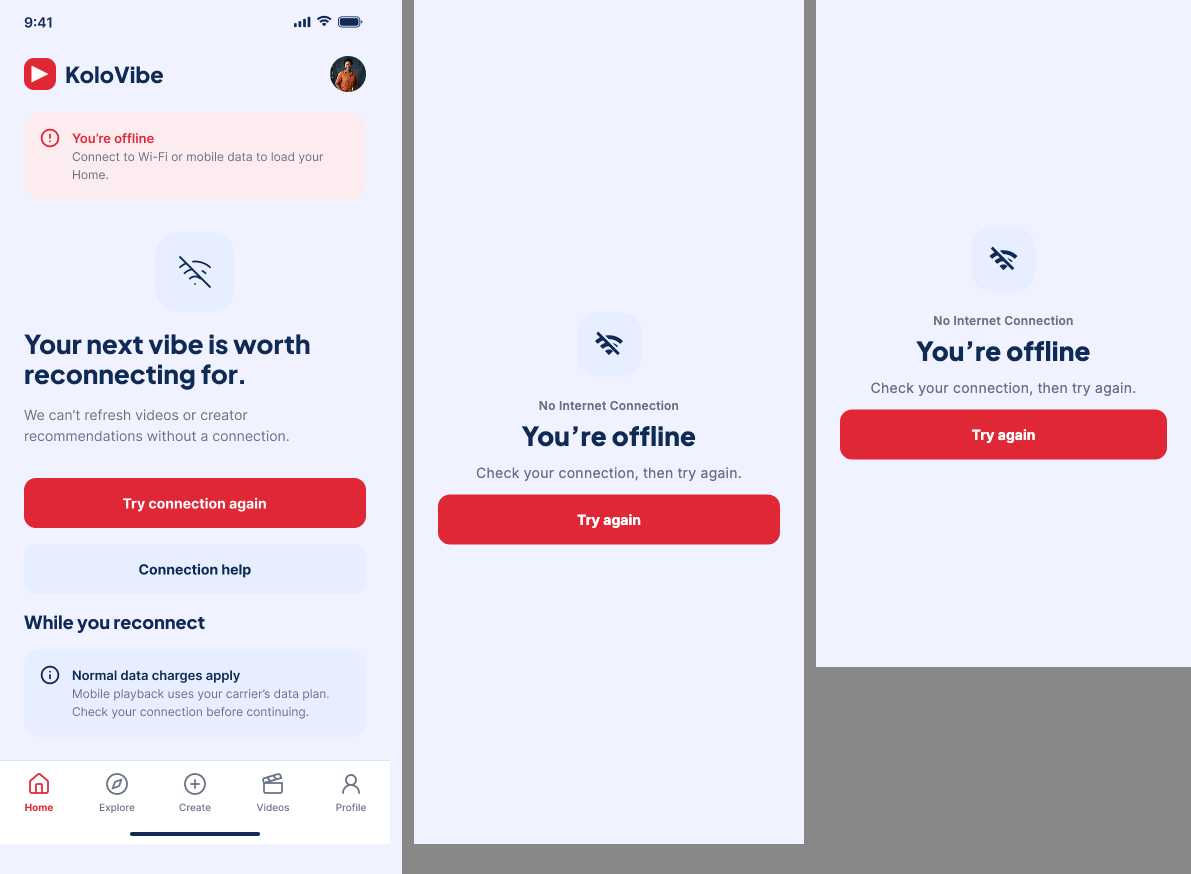 9:41
KoloVibe
You’re offline
Connect to Wi-Fi or mobile data to load your
Home.
Your next vibe is worth
reconnecting for.
We can’t refresh videos or creator
recommendations without a connection.
Try connection again
Connection help
While you reconnect
Normal data charges apply
Mobile playback uses your carrier’s data plan.
Check your connection before continuing.
Home
Explore
Create
Videos
Profile
No Internet Connection
You’re offline
Check your connection, then try again.
Try again
No Internet Connection
You’re offline
Check your connection, then try again.
Try again